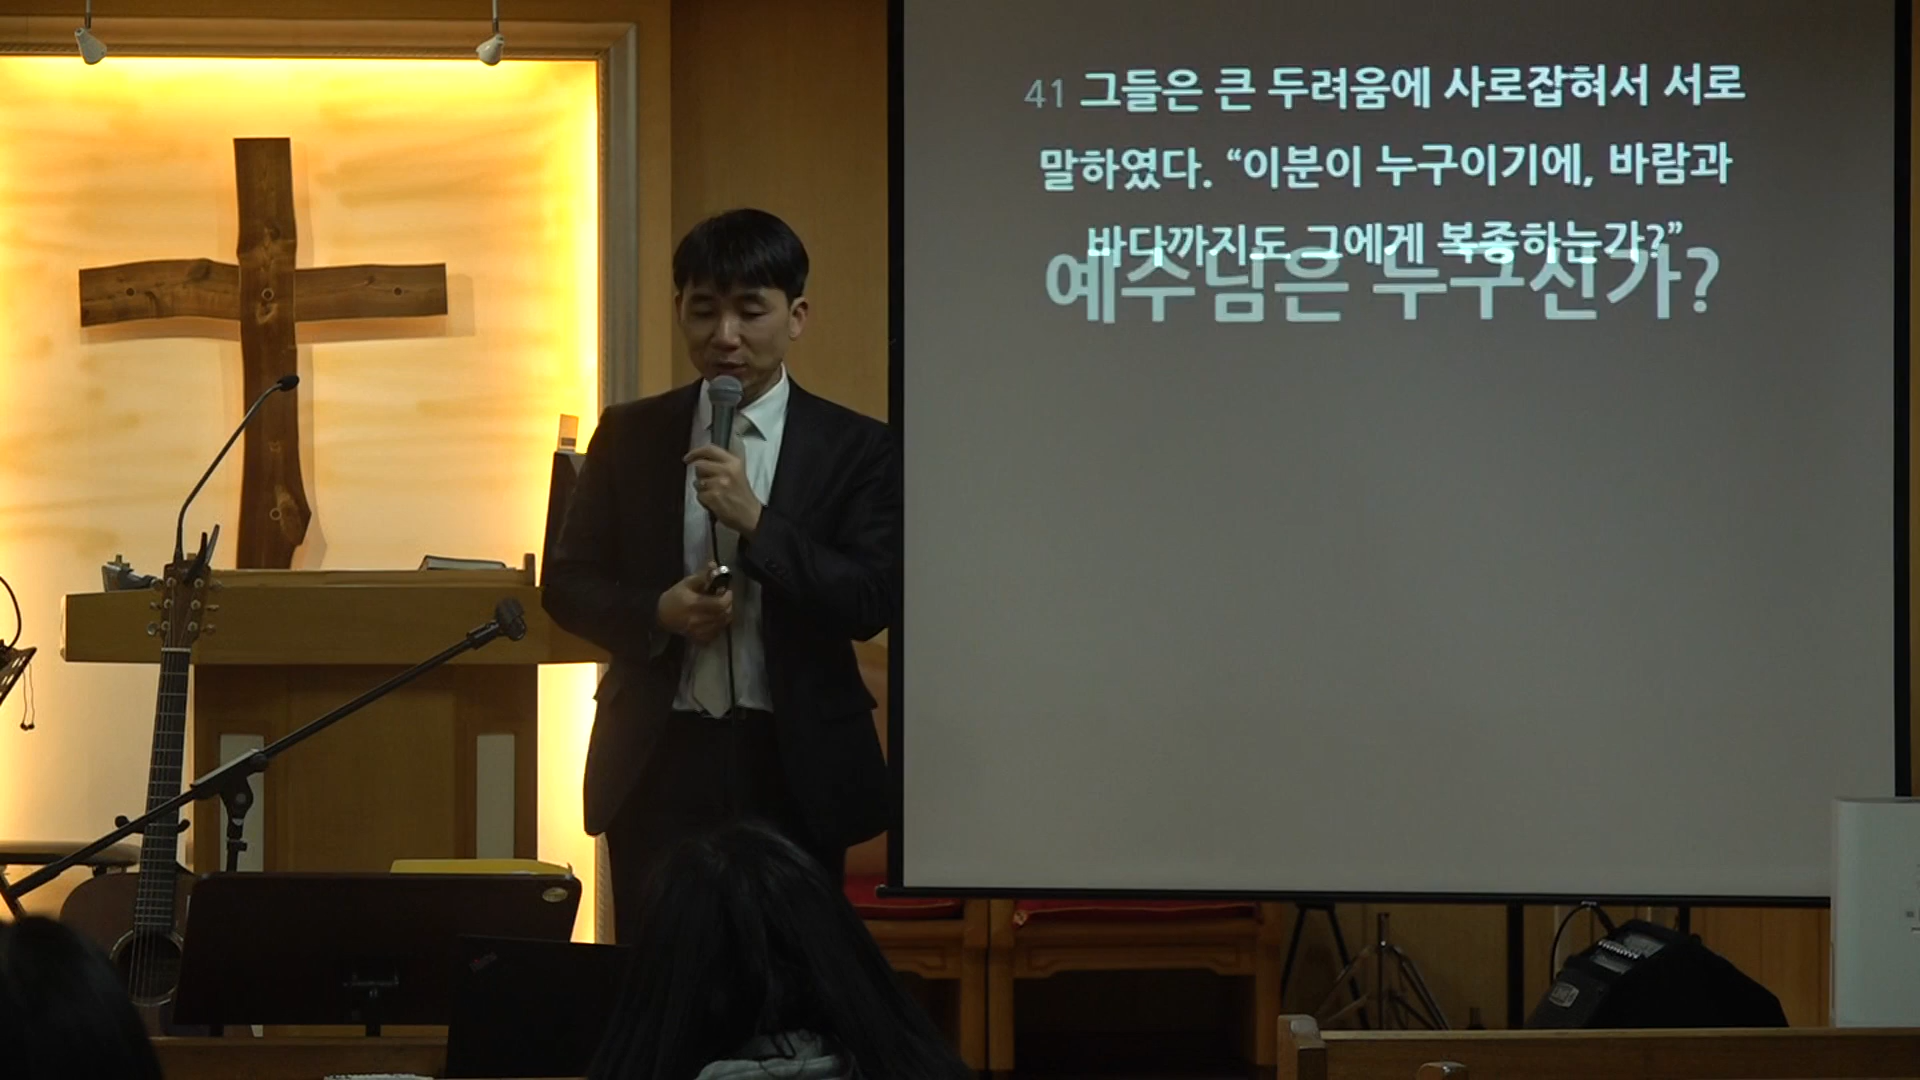 41 그들은 큰 두려움에 사로잡혀서 서로
말하였다. “이분이 누구이기에, 바람과
바다까지도 그에게 복종하는가?”
예수님은 누구신가?